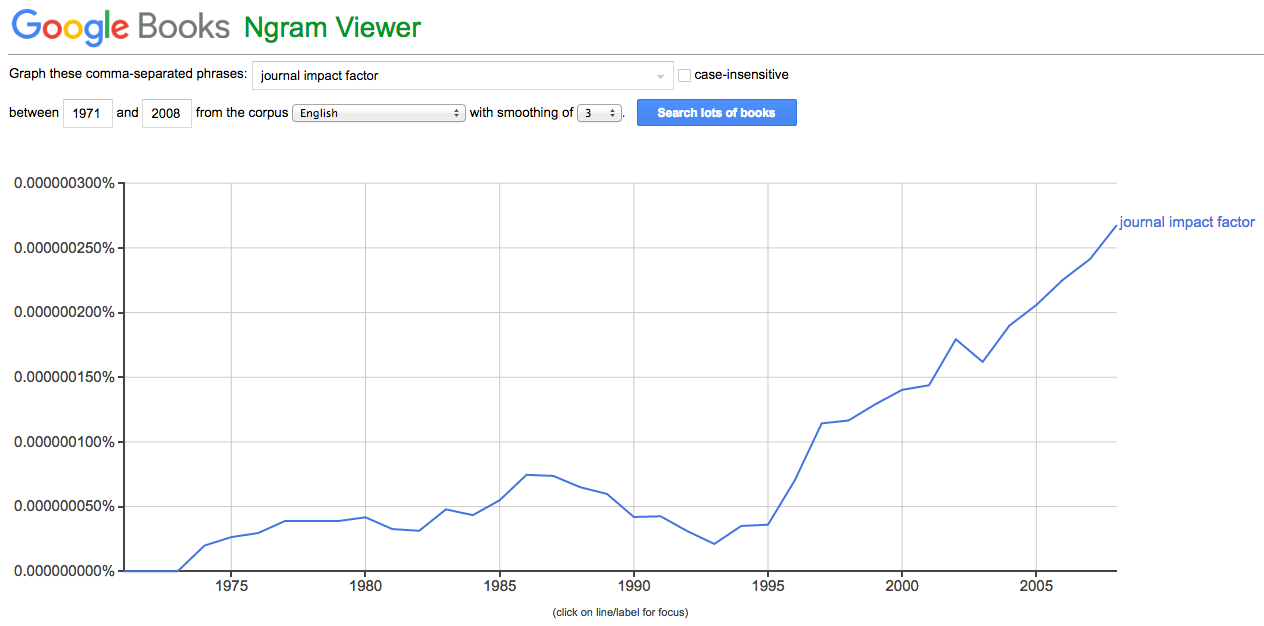 Google Books Ngram Viewer
Graph these comma-separated phrases: journal impact factor case-insensitive
between 1971 and 2008 from the corpus English with smoothing of 3 . Search lots of books
0.000000300%
0.000000250%
0.000000200%
0.000000150%
0.000000100%
0.000000050%
0.000000000%
journal impact factor
1975 1980 1985 1990 1995 2000 2005
(click on line/label for focus)